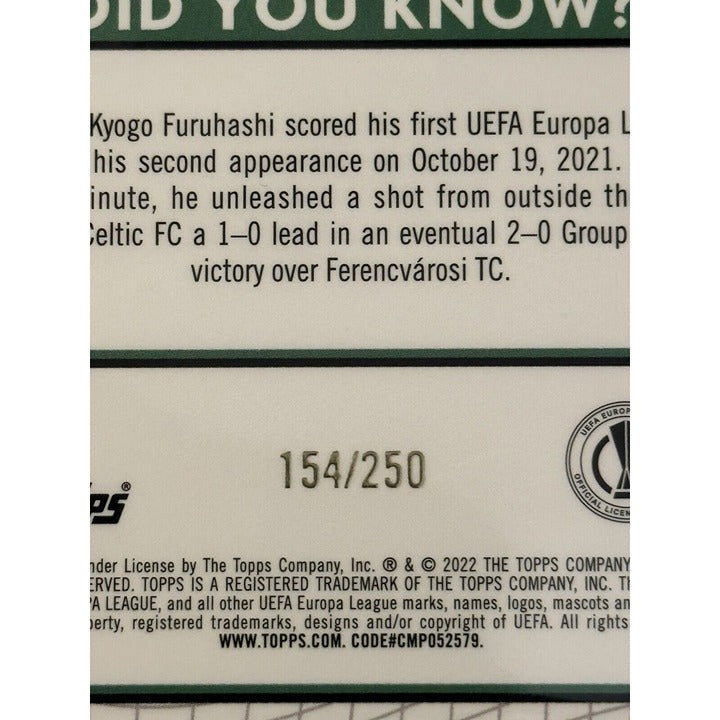 DID YOU KNOW?
Kyogo Furuhashi scored his first UEFA Europa L
his second appearance on October 19, 2021.
inute, he unleashed a shot from outside th
Celtic FC a 1–0 lead in an eventual 2–0 Group
victory over Ferencvárosi TC.
154/250
UEFA EUROP
OFFICIAL LICEN
pps®
nder License by The Topps Company, Inc. ® & © 2022 THE TOPPS COMPANY
ERVED. TOPPS IS A REGISTERED TRADEMARK OF THE TOPPS COMPANY, INC. Th
PA LEAGUE, and all other UEFA Europa League marks, names, logos, mascots an
perty, registered trademarks, designs and/or copyright of UEFA. All rights
WWW.TOPPS.COM. CODE#CMP052579.